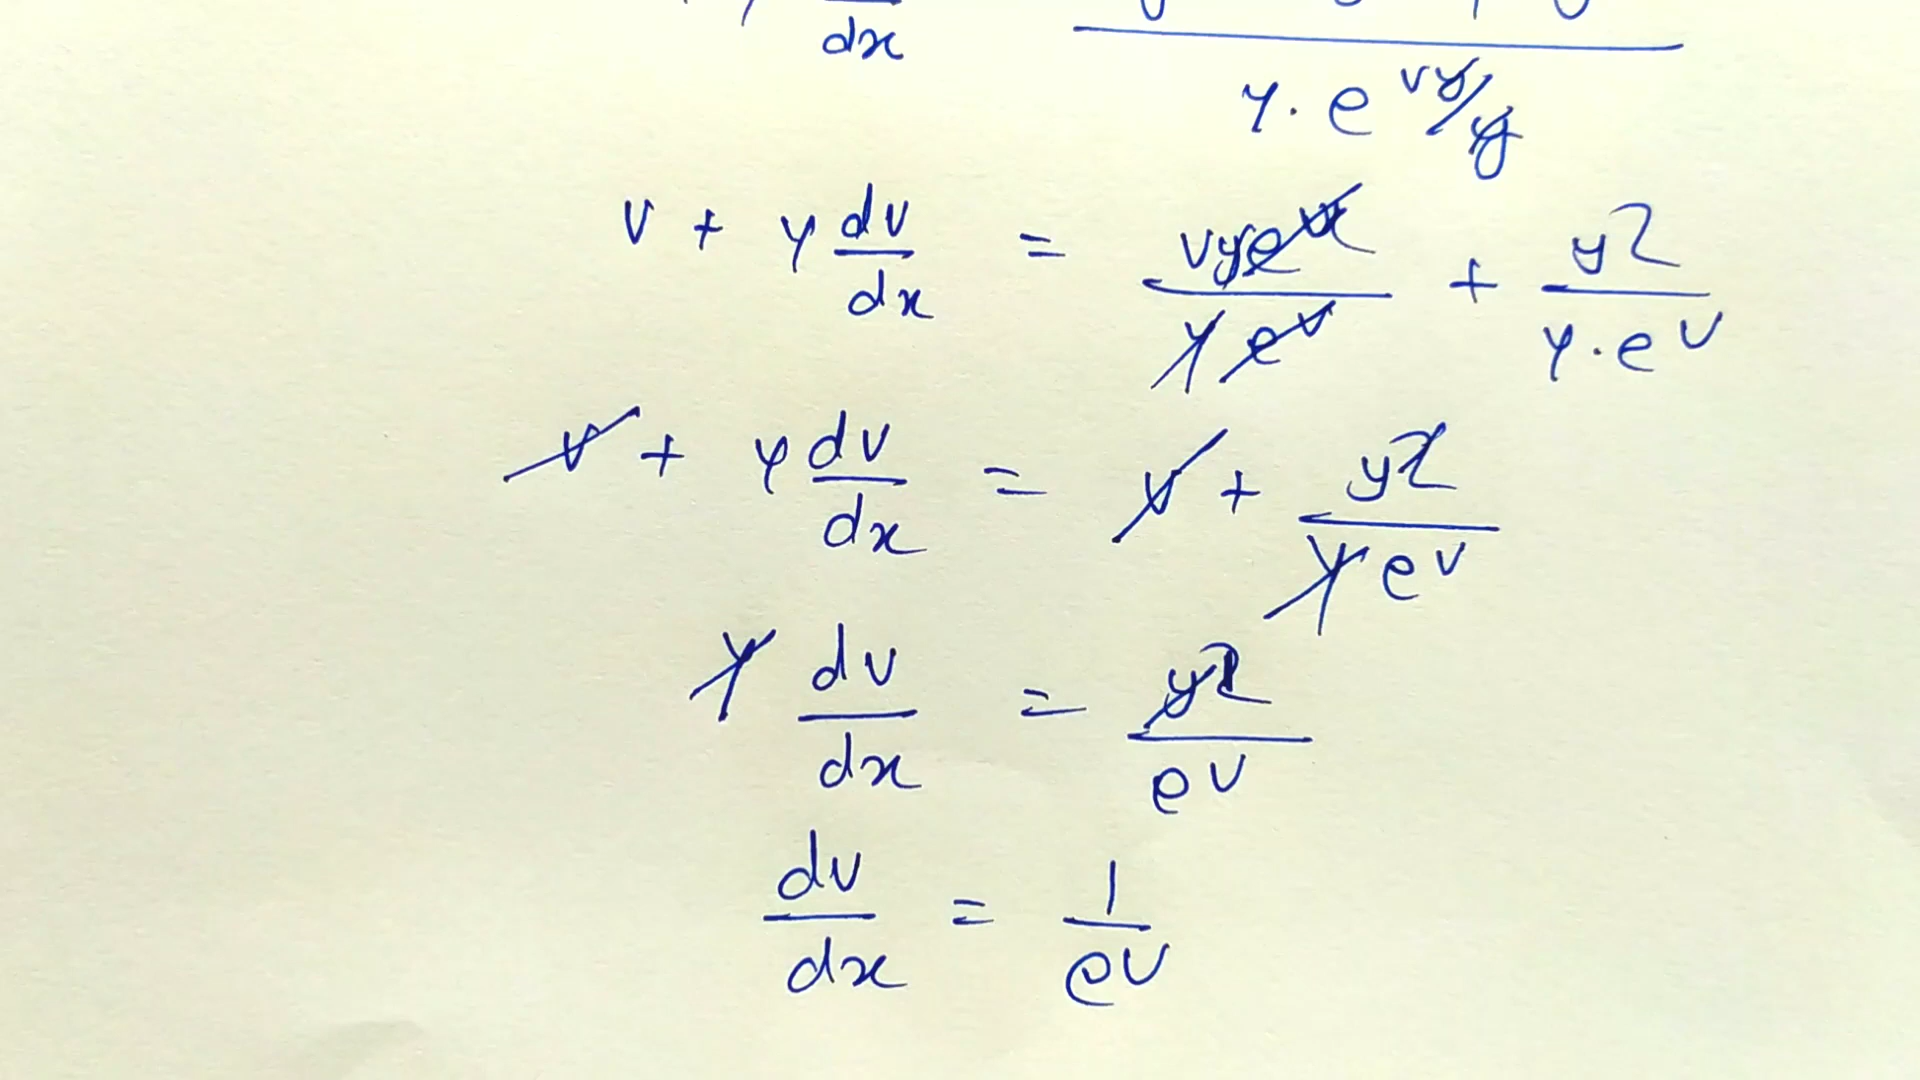 dx
y . e^vy/y
v + y dv/dx = vye^v/ye^v + y2/y.e^v
v + y dv/dx = v + y2/ye^v
y dv/dx = y2/e^v
dv/dx = 1/e^v